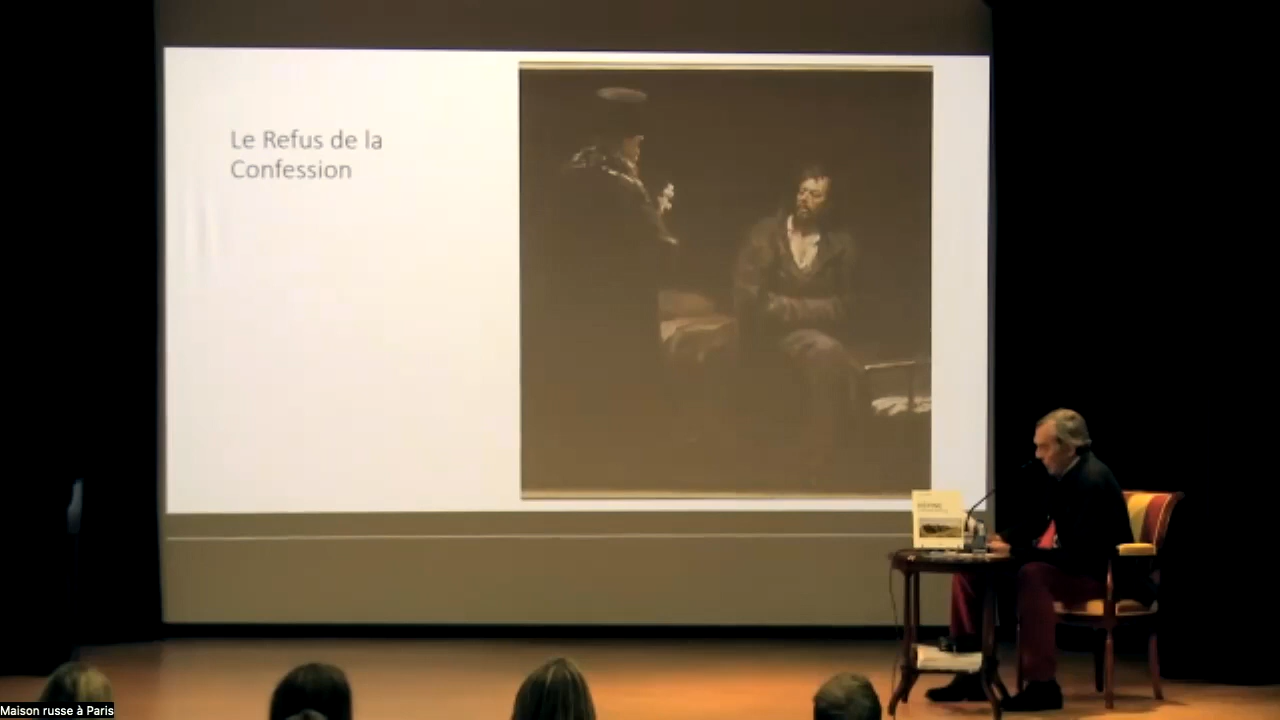 Le Refus de la
Confession
Maison russe à Paris